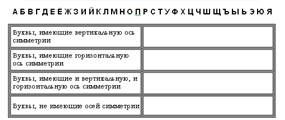 А Б В Г Д Е Ё Ж З И Й К Л М Н О П Р С Т У Ф Х Ц Ч Ш Щ Ъ Ы Ь Э Ю Я
Буквы, имеющие вертикальную ось
симметрии
Буквы, имеющие горизонтальную
ось симметрии
Буквы, имеющие и вертикальную, и
горизонтальную ось симметрии
Буквы, не имеющие осей симметрии